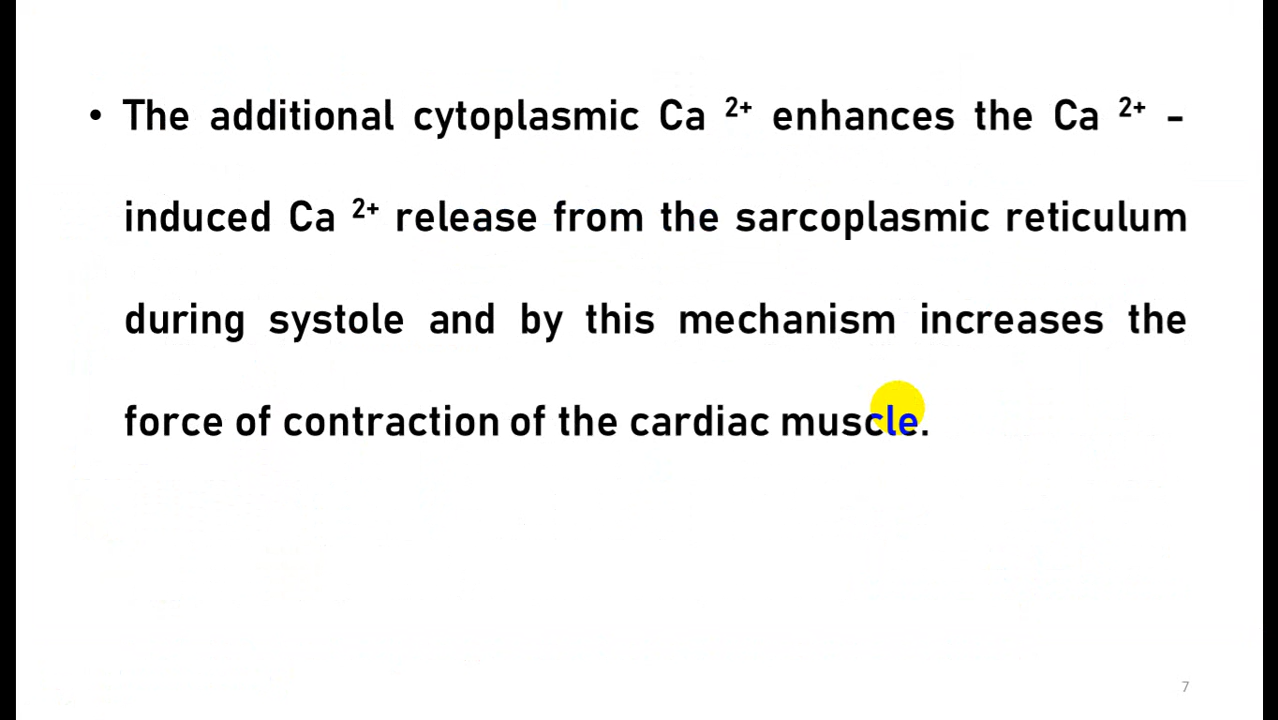 • The additional cytoplasmic Ca 2+ enhances the Ca 2+ -
induced Ca 2+ release from the sarcoplasmic reticulum
during systole and by this mechanism increases the
force of contraction of the cardiac muscle.
7